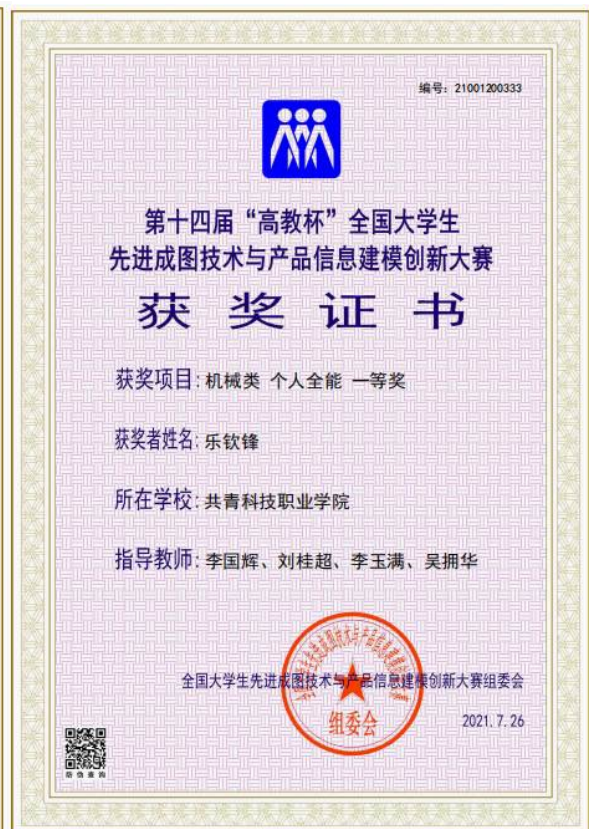 编号：21001200333
第十四届“高教杯”全国大学生
先进成图技术与产品信息建模创新大赛
获奖证书
获奖项目：机械类 个人全能 一等奖
获奖者姓名：乐钦锋
所在学校：共青科技职业学院
指导教师：李国辉、刘桂超、李玉满、吴拥华
全国大学生先进成图技术与产品信息建模创新大赛组委会
组委会
2021.7.26
防伪查询